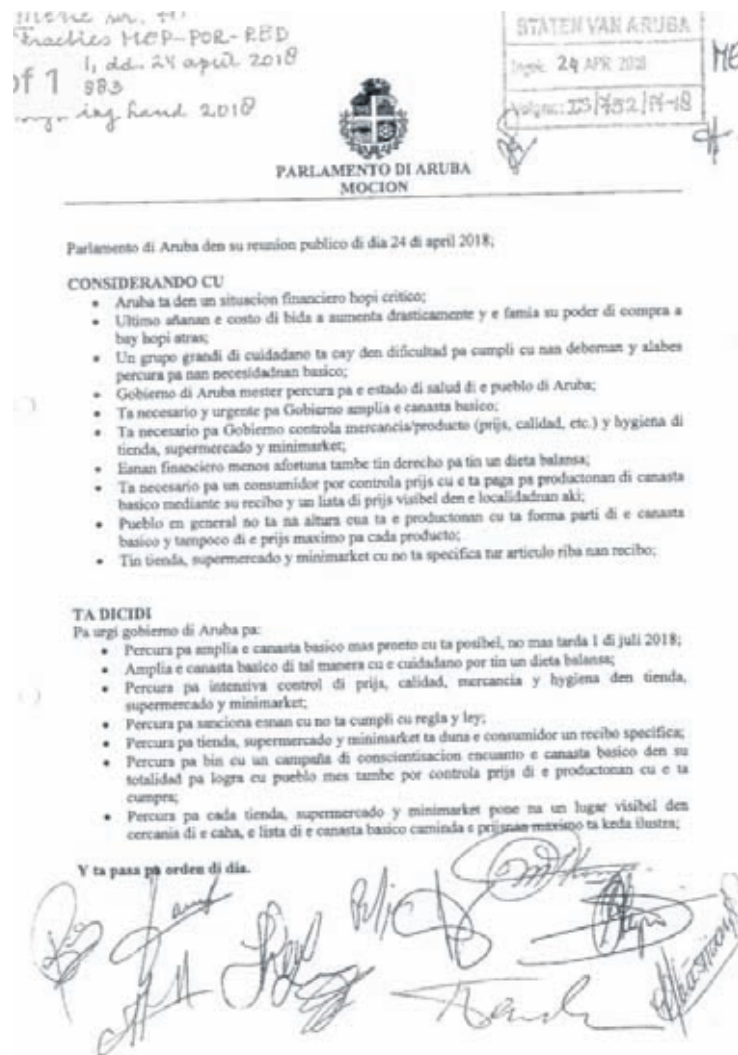 Fracties MEP-POR-RED
1, dd. 24 april 2018
of 1 883
hand 2018
STATEN VAN ARUBA
24 APR 2018
Volgnr.: IS/752/17-18
ME
PARLAMENTO DI ARUBA
MOCION
Parlamento di Aruba den su reunion publico di dia 24 di april 2018;
CONSIDERANDO CU
• Aruba ta den un situacion financiero hopi critico;
• Ultimo añanan e costo di bida a aumenta drasticamente y e famia su poder di compra a
bay hopi atras;
• Un grupo grandi di cuidadano ta cay den dificultad pa cumpli cu nan debernan y alabes
percura pa nan necesidadnan basico;
• Gobierno di Aruba mester percura pa e estado di salud di e pueblo di Aruba;
• Ta necesario y urgente pa Gobierno amplia e canasta basico;
• Ta necesario pa Gobierno controla mercancia/producto (prijs, calidad, etc.) y hygiena di
tienda, supermercado y minimarket;
• Esnan financiero menos afortuna tambe tin derecho pa tin un dieta balansa;
• Ta necesario pa un consumidor por controla prijs cu e ta paga pa productonan di canasta
basico mediante su recibo y un lista di prijs visibel den e localidadnan aki;
• Pueblo en general no ta na altura cua ta e productonan cu ta forma parti di e canasta
basico y tampoco di e prijs maximo pa cada producto;
• Tin tienda, supermercado y minimarket cu no ta specifica tur articulo riba nan recibo;
TA DICIDI
Pa urgi gobierno di Aruba pa:
• Percura pa amplia e canasta basico mas pronto cu ta posibel, no mas tarda 1 di juli 2018;
• Amplia e canasta basico di tal manera cu e cuidadano por tin un dieta balansa;
• Percura pa intensiva control di prijs, calidad, mercancia y hygiena den tienda,
supermercado y minimarket;
• Percura pa sanciona esnan cu no ta cumpli cu regla y ley;
• Percura pa tienda, supermercado y minimarket ta duna e consumidor un recibo specifica;
• Percura pa bin cu un campaña di conscientisacion encuanto e canasta basico den su
totalidad pa logra cu pueblo mes tambe por controla prijs di e productonan cu e ta
cumpra;
• Percura pa cada tienda, supermercado y minimarket pone na un lugar visibel den
cercania di e caha, e lista di e canasta basico caminda e prijsnan maximo ta keda ilustra;
Y ta pasa pa orden di dia.